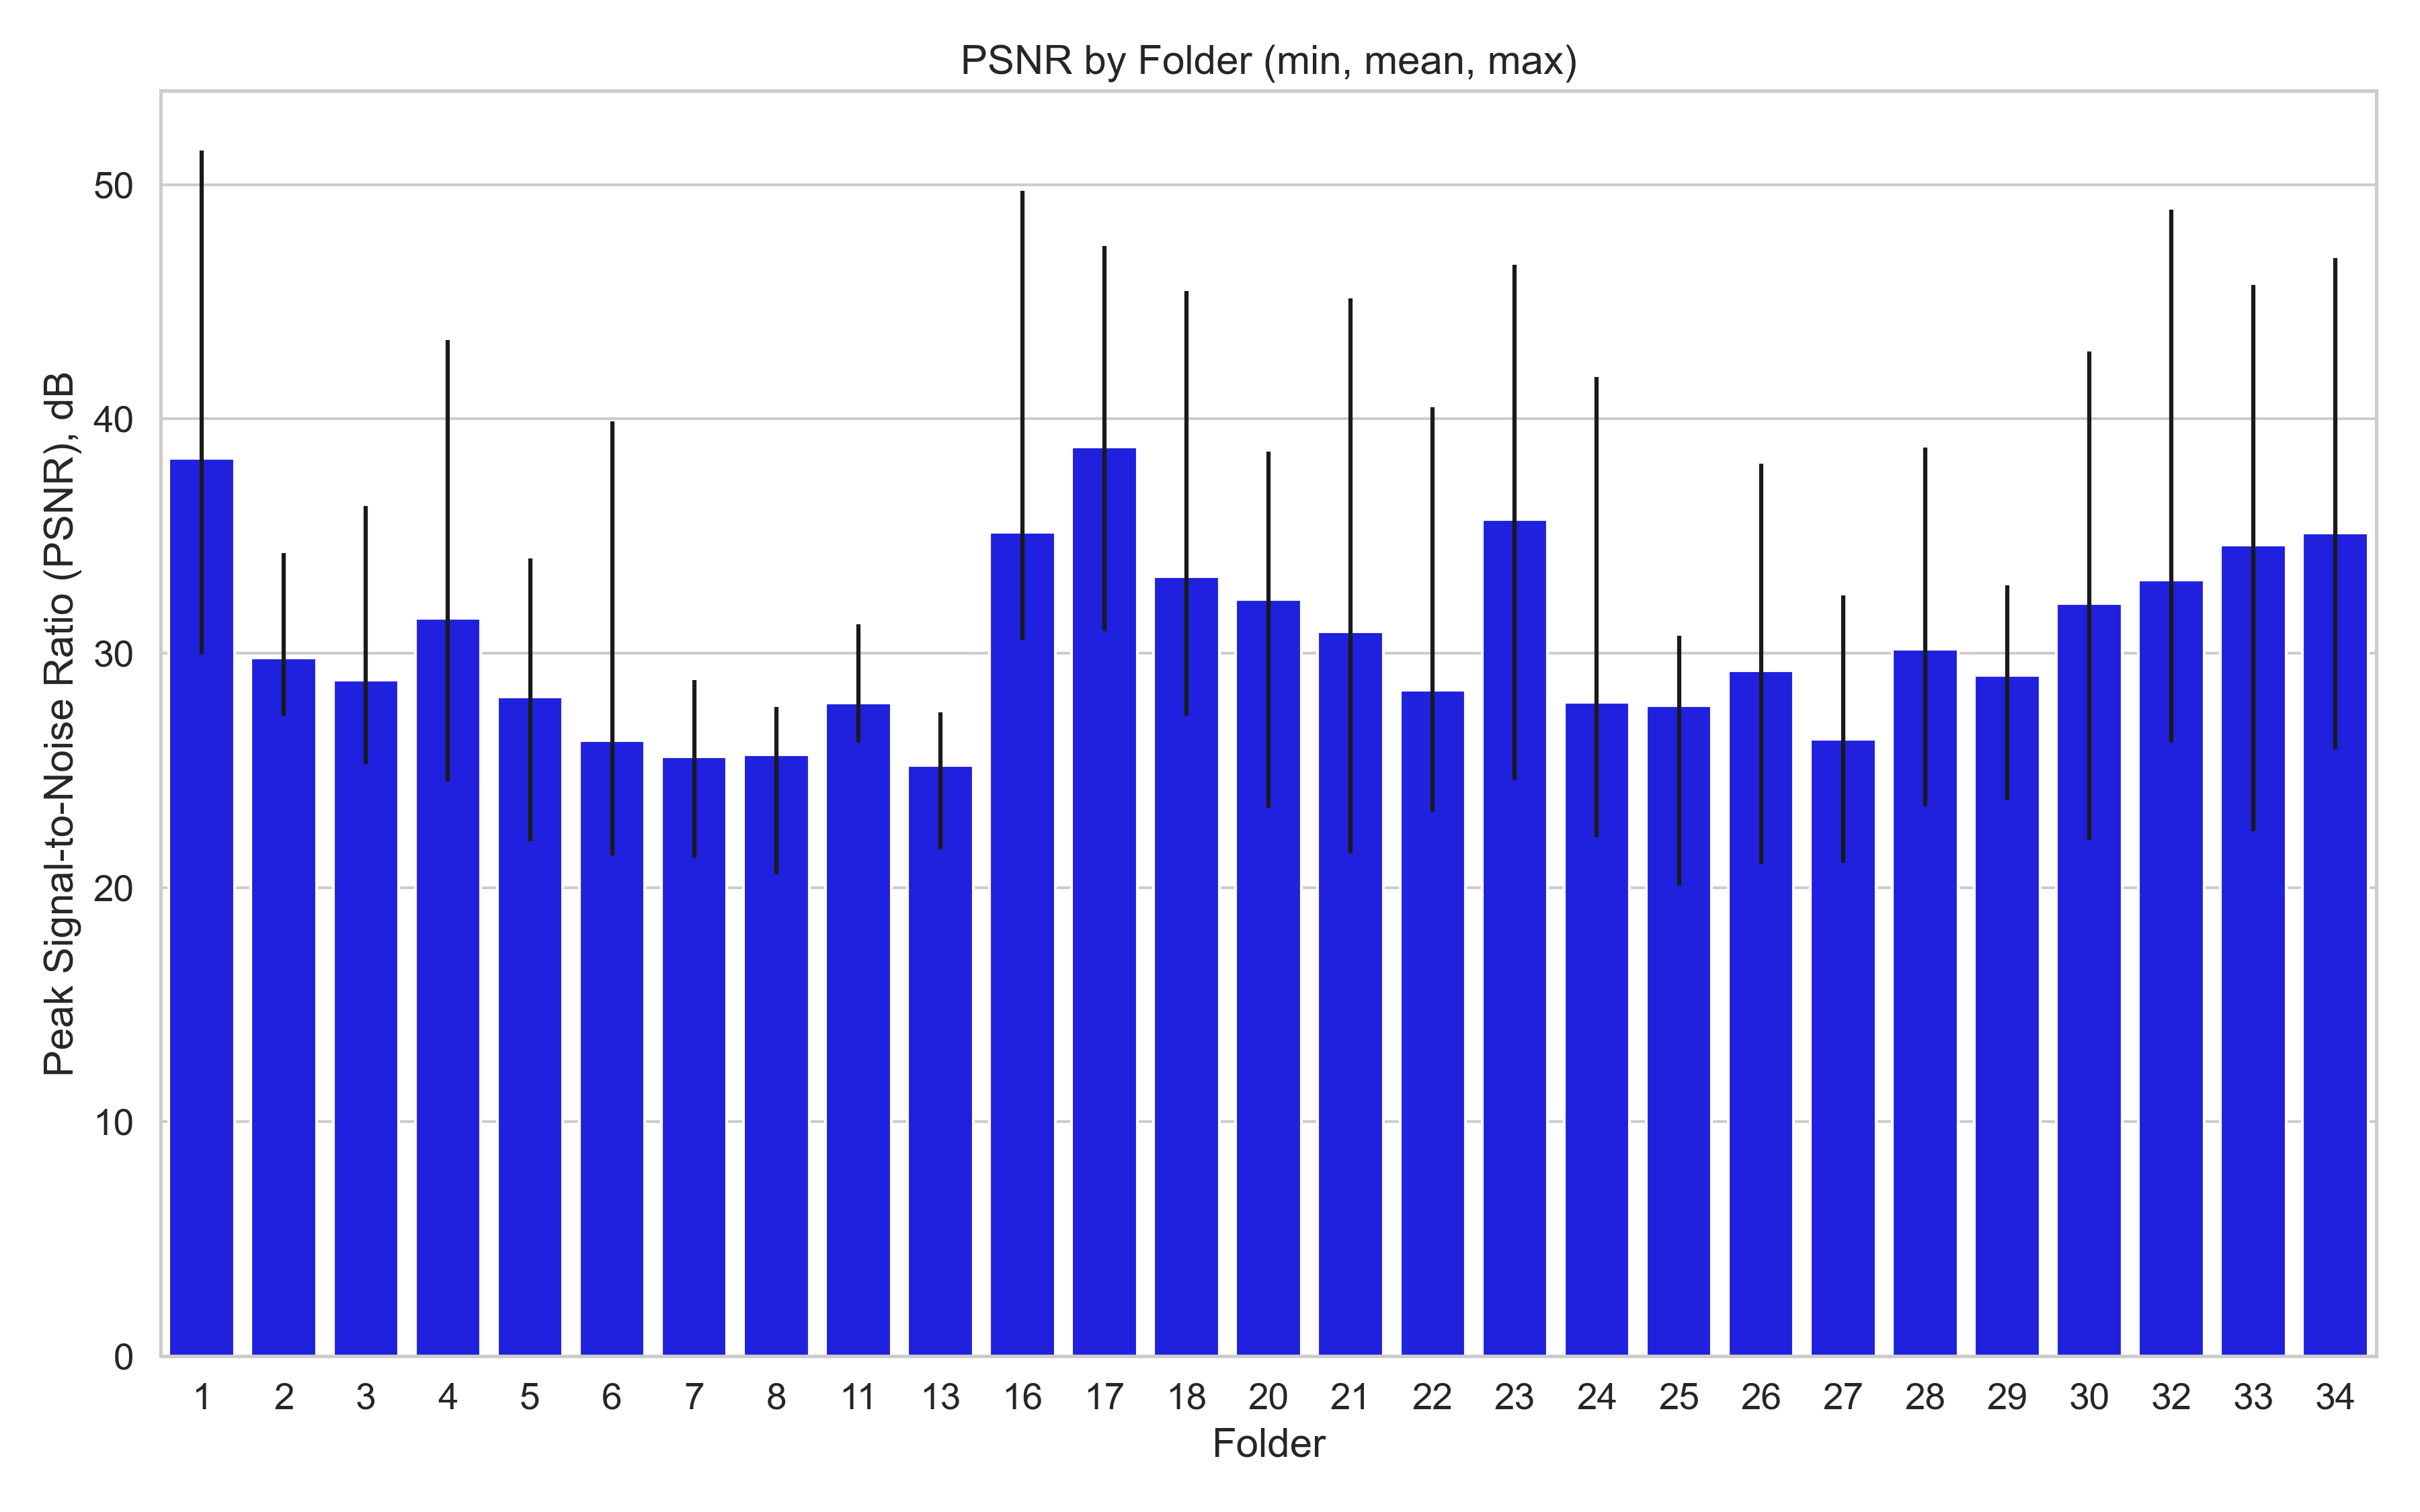 PSNR by Folder (min, mean, max)
Peak Signal-to-Noise Ratio (PSNR), dB
50
40
30
20
10
0
1 2 3 4 5 6 7 8 11 13 16 17 18 20 21 22 23 24 25 26 27 28 29 30 32 33 34
Folder